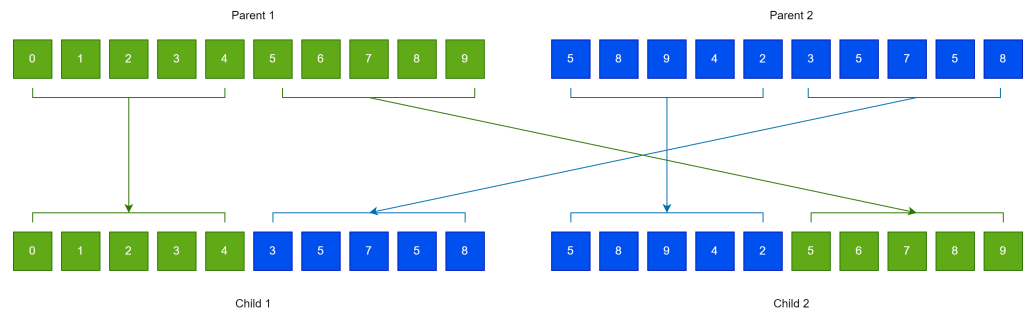 Parent 1 Parent 2
0 1 2 3 4 5 6 7 8 9 5 8 9 4 2 3 5 7 5 8
0 1 2 3 4 3 5 7 5 8 5 8 9 4 2 5 6 7 8 9
Child 1 Child 2